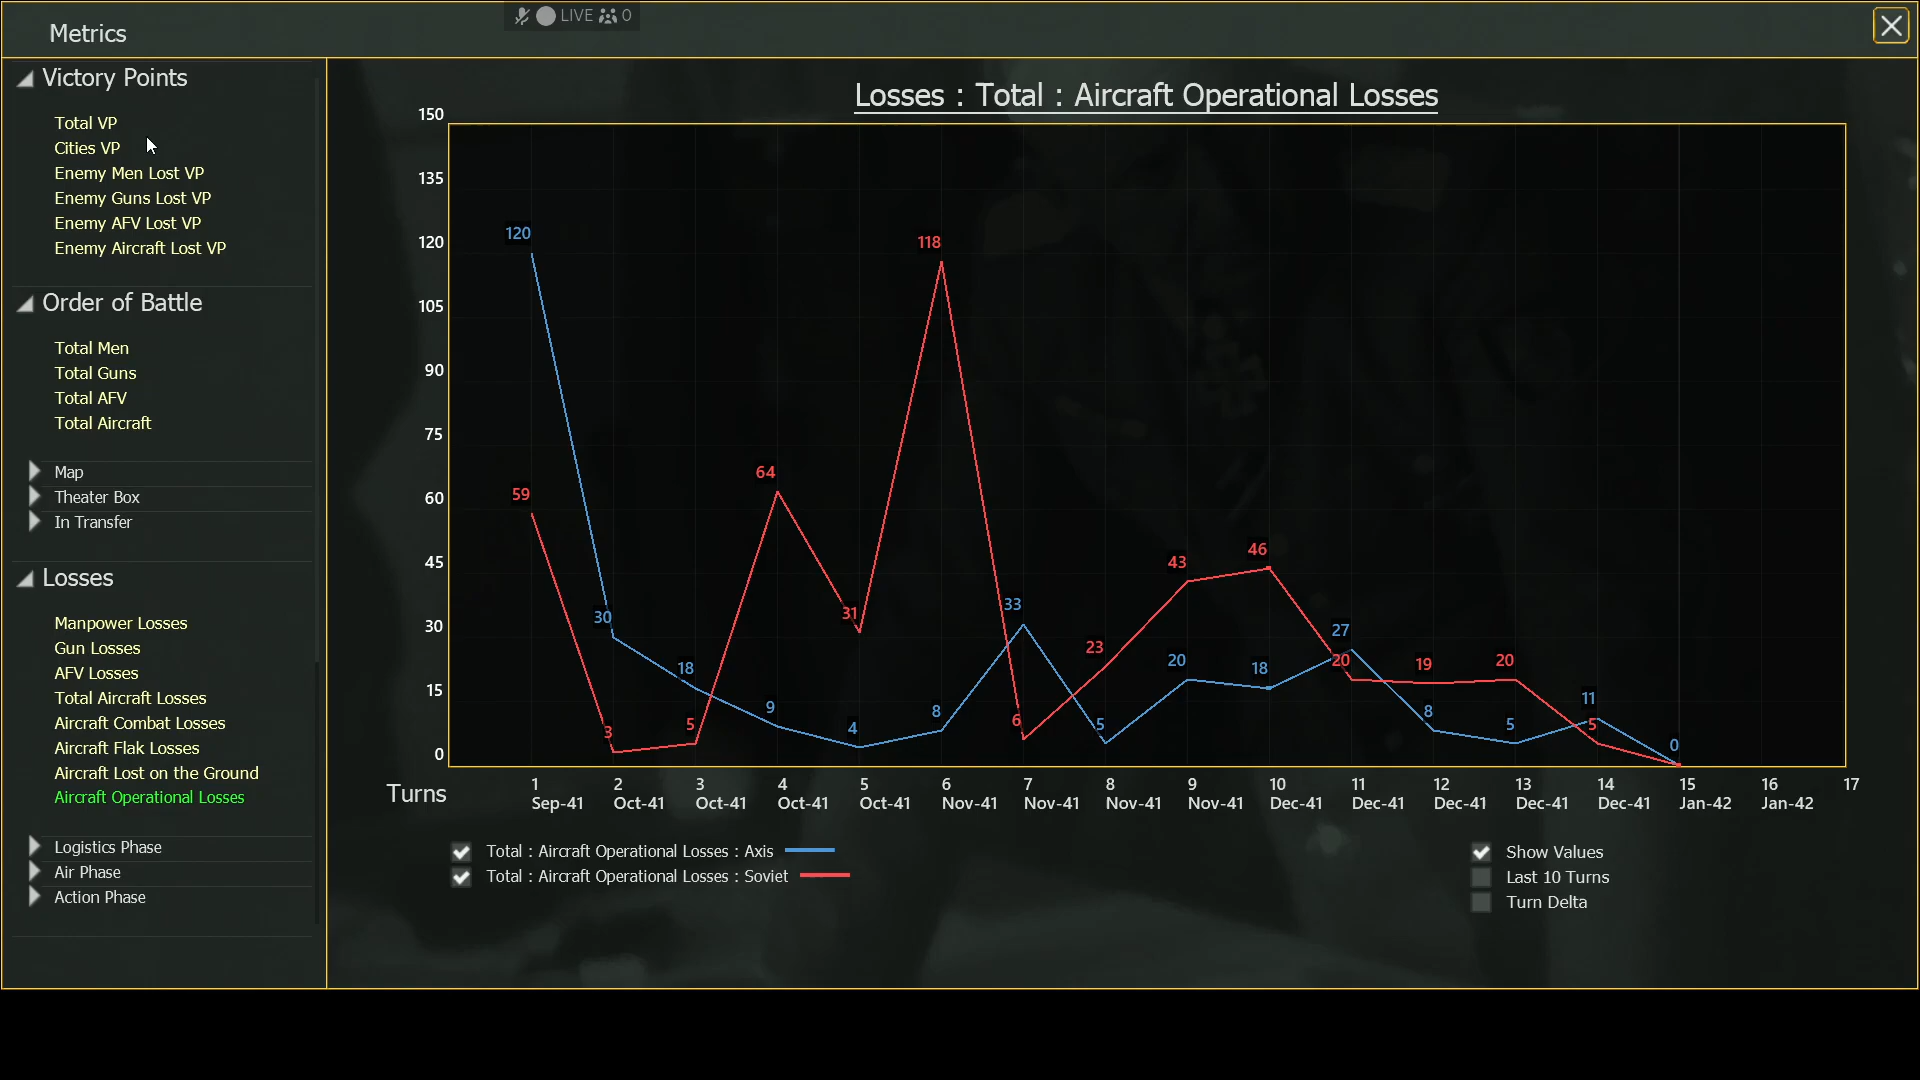 LIVE 0
Metrics
Victory Points
Total VP
Cities VP
Enemy Men Lost VP
Enemy Guns Lost VP
Enemy AFV Lost VP
Enemy Aircraft Lost VP
Order of Battle
Total Men
Total Guns
Total AFV
Total Aircraft
Map
Theater Box
In Transfer
Losses
Manpower Losses
Gun Losses
AFV Losses
Total Aircraft Losses
Aircraft Combat Losses
Aircraft Flak Losses
Aircraft Lost on the Ground
Aircraft Operational Losses
Logistics Phase
Air Phase
Action Phase
Losses : Total : Aircraft Operational Losses
150
135
120
105
90
75
60
45
30
15
0
120
30
18
9
4
8
33
5
20
18
27
8
5
11
0
59
3
5
64
31
118
6
23
43
46
20
19
20
5
Turns
1 2 3 4 5 6 7 8 9 10 11 12 13 14 15 16 17
Sep-41 Oct-41 Oct-41 Oct-41 Oct-41 Nov-41 Nov-41 Nov-41 Nov-41 Dec-41 Dec-41 Dec-41 Dec-41 Dec-41 Jan-42 Jan-42
Total : Aircraft Operational Losses : Axis
Total : Aircraft Operational Losses : Soviet
Show Values
Last 10 Turns
Turn Delta